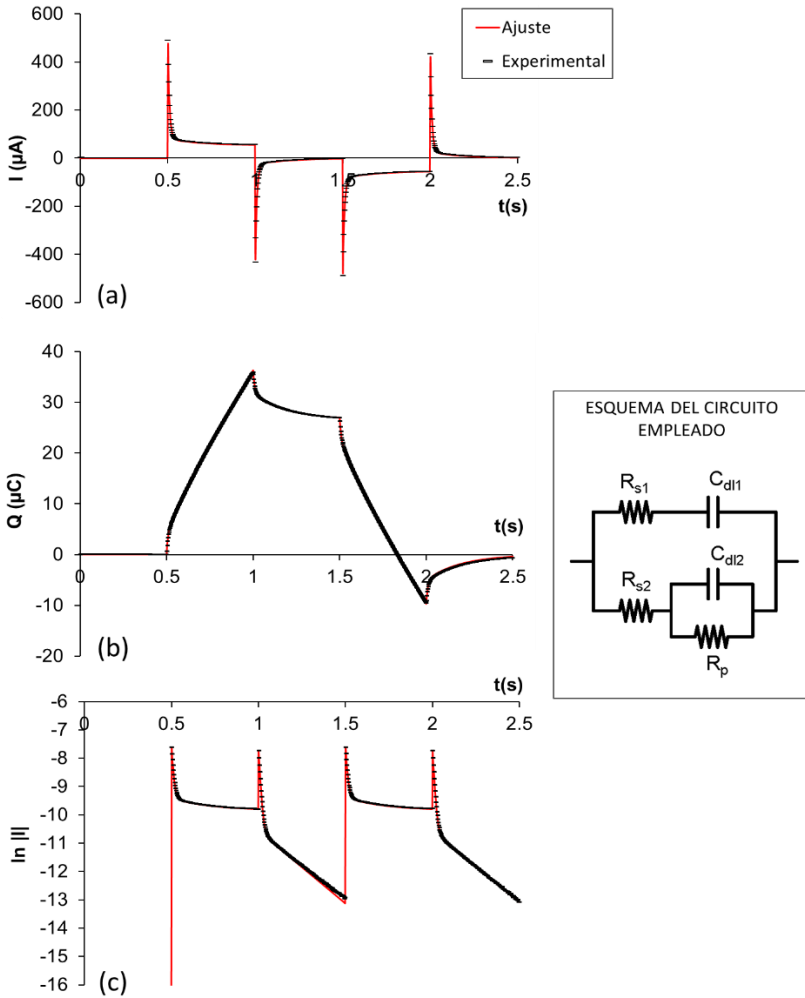 600
400
200
0
-200
-400
-600
I (µA)
0
0.5
1
1.5
2
2.5
t(s)
Ajuste
Experimental
(a)
40
30
20
10
0
-10
-20
Q (µC)
0
0.5
1
1.5
2
2.5
t(s)
(b)
ESQUEMA DEL CIRCUITO
EMPLEADO
Rs1
Cdl1
Cdl2
Rs2
Rp
-6
-7
-8
-9
-10
-11
-12
-13
-14
-15
-16
ln |I|
t(s)
0
0.5
1
1.5
2
2.5
(c)